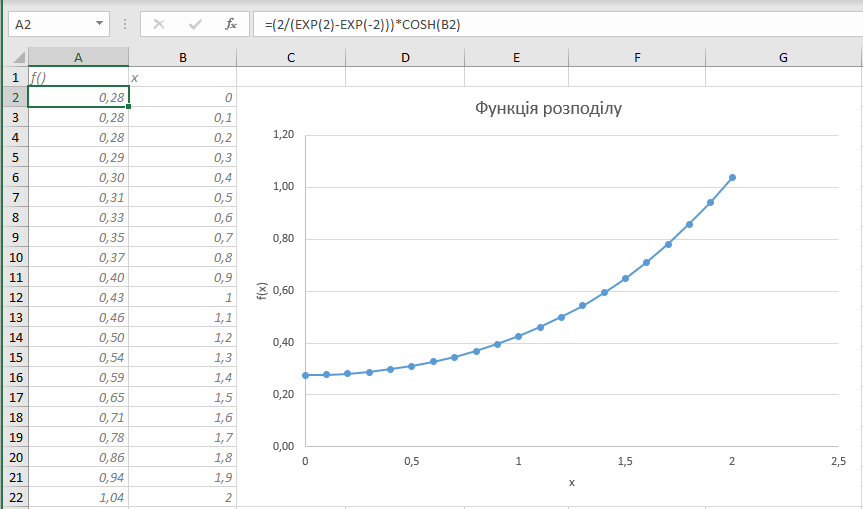 A2 fx =(2/(EXP(2)-EXP(-2)))*COSH(B2)
A B C D E F G
1 f() x
2 0,28 0
3 0,28 0,1
4 0,28 0,2
5 0,29 0,3
6 0,30 0,4
7 0,31 0,5
8 0,33 0,6
9 0,35 0,7
10 0,37 0,8
11 0,40 0,9
12 0,43 1
13 0,46 1,1
14 0,50 1,2
15 0,54 1,3
16 0,59 1,4
17 0,65 1,5
18 0,71 1,6
19 0,78 1,7
20 0,86 1,8
21 0,94 1,9
22 1,04 2
Функція розподілу
1,20
1,00
0,80
0,60
0,40
0,20
0,00
f(x)
0 0,5 1 1,5 2 2,5
x